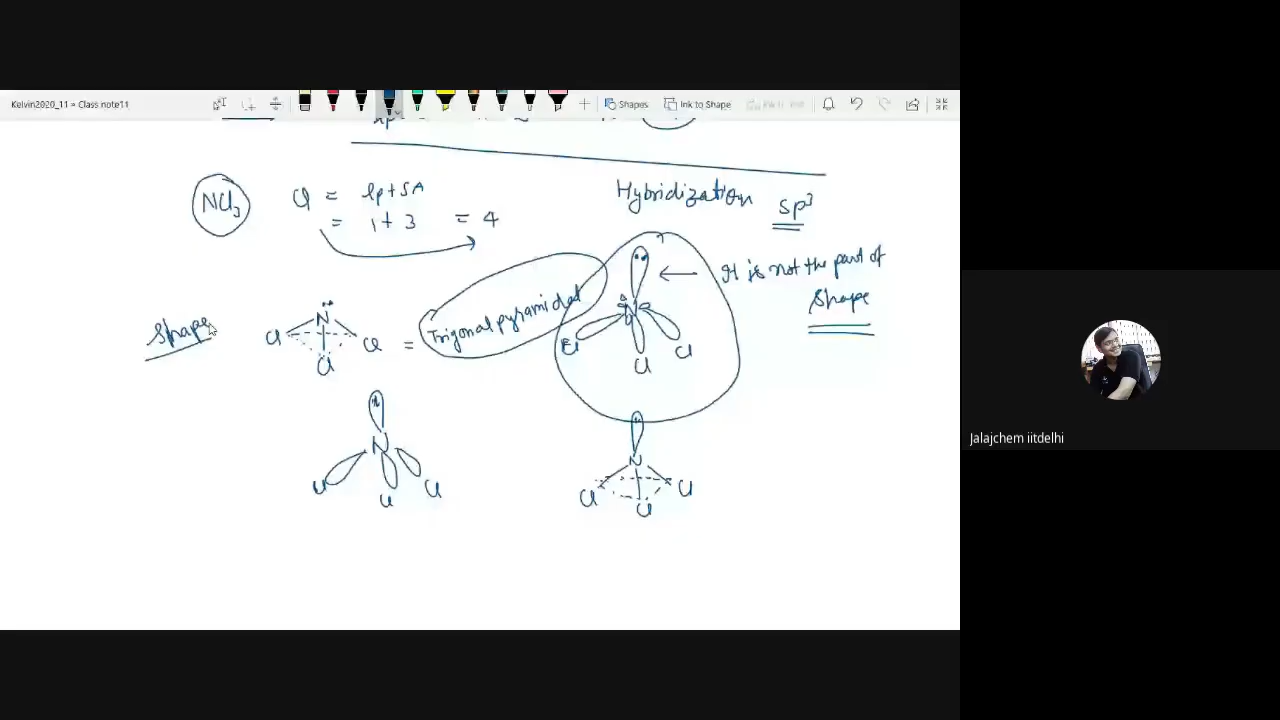 Kelvin2020_11 » Class note11
Shapes
Ink to Shape
NCl3
= lp + SA
= 1 + 3 = 4
Hybridization sp3
It is not the part of
Shape
Shape
N
Cl Cl
Cl
= Trigonal pyramidal
N
Cl Cl Cl
N
Cl Cl Cl
N
Cl Cl
Cl
Jalajchem iitdelhi